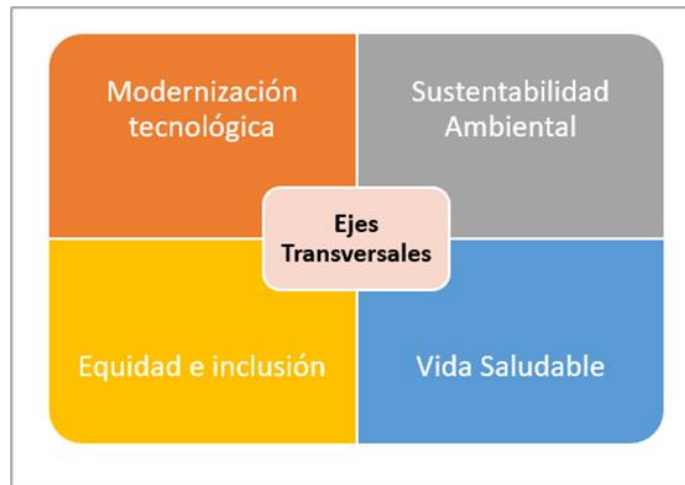 Modernización
tecnológica
Sustentabilidad
Ambiental
Ejes
Transversales
Equidad e inclusión
Vida Saludable